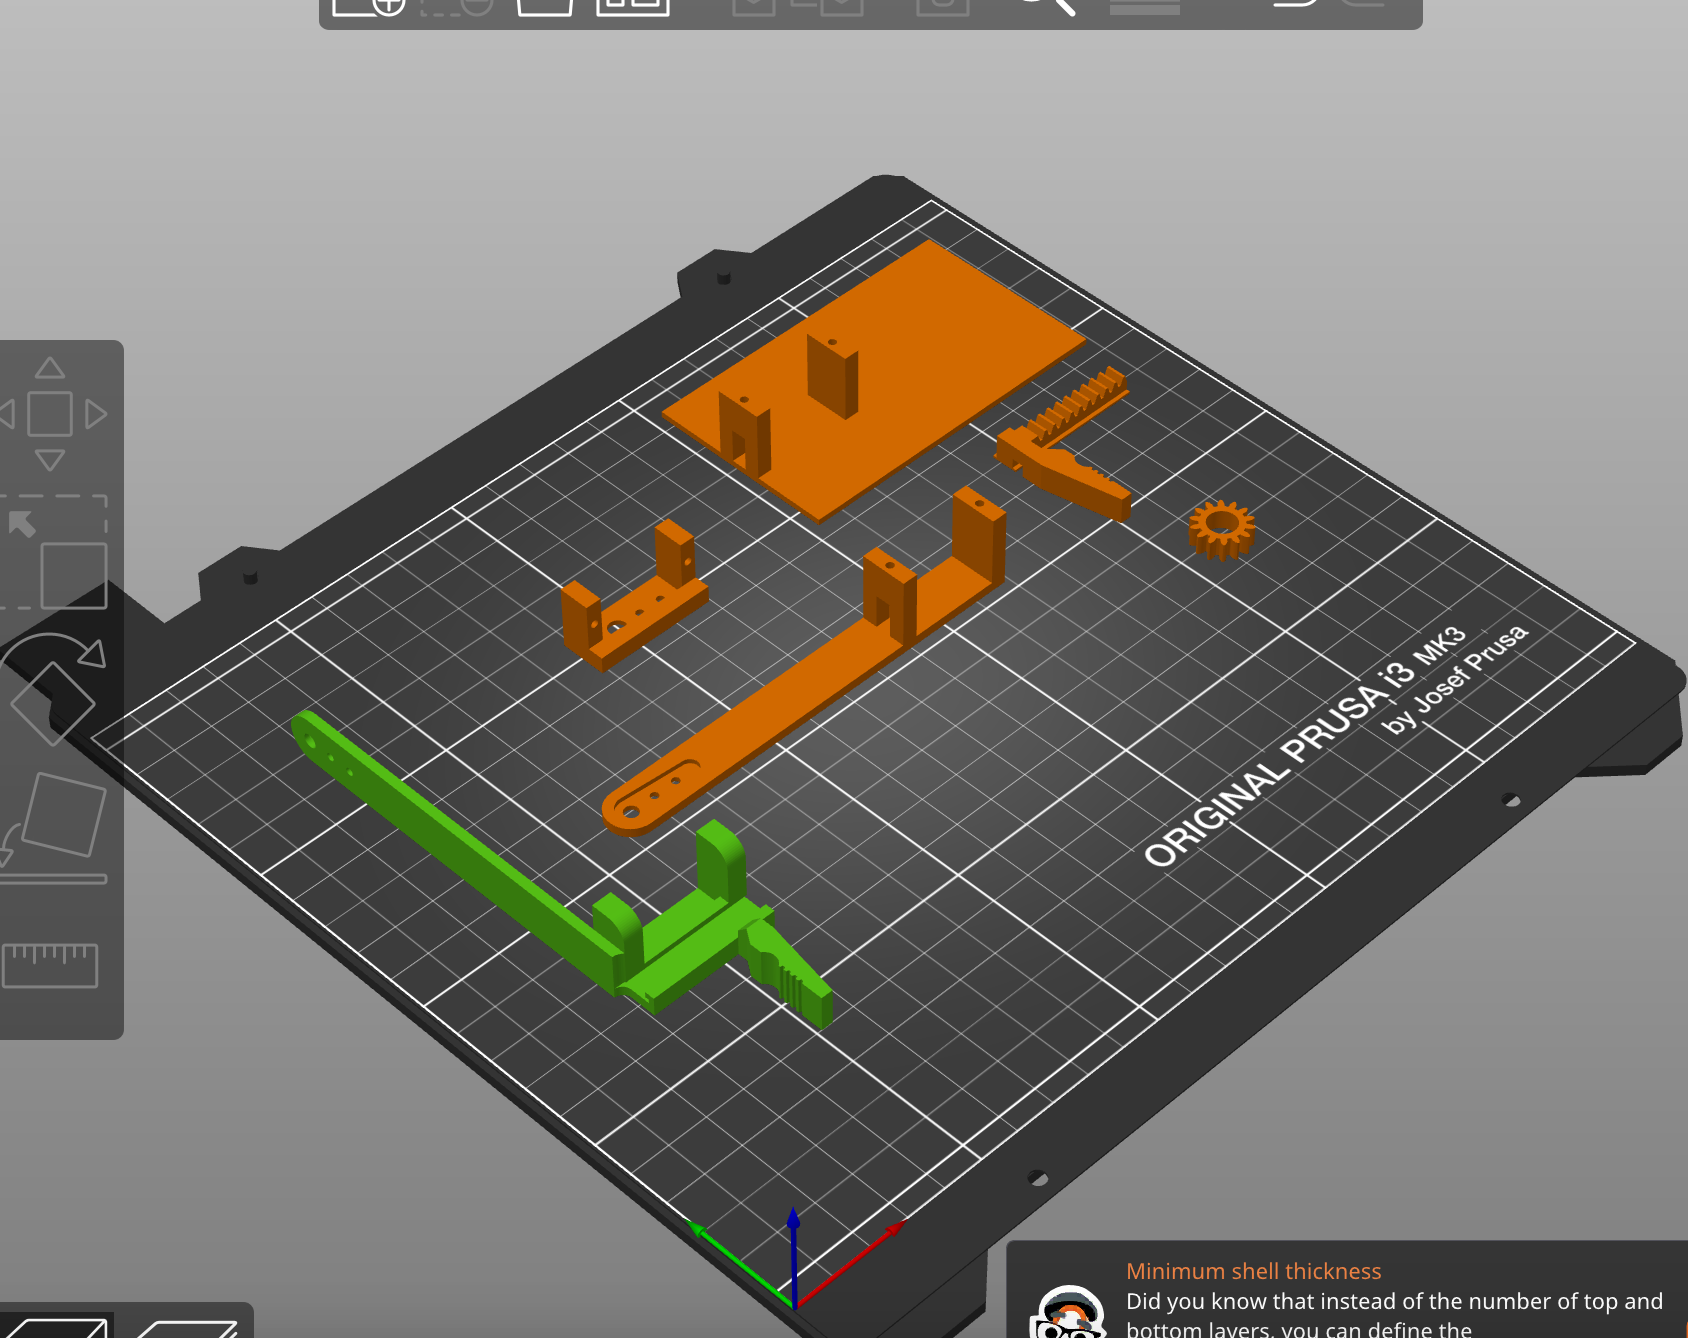 ORIGINAL PRUSA i3 MK3
by Josef Prusa
Minimum shell thickness
Did you know that instead of the number of top and
bottom layers, you can define the